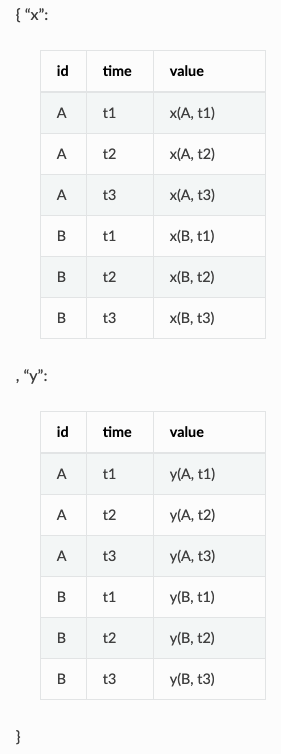 { “x”:
id time value
A t1 x(A, t1)
A t2 x(A, t2)
A t3 x(A, t3)
B t1 x(B, t1)
B t2 x(B, t2)
B t3 x(B, t3)
, “y”:
id time value
A t1 y(A, t1)
A t2 y(A, t2)
A t3 y(A, t3)
B t1 y(B, t1)
B t2 y(B, t2)
B t3 y(B, t3)
}